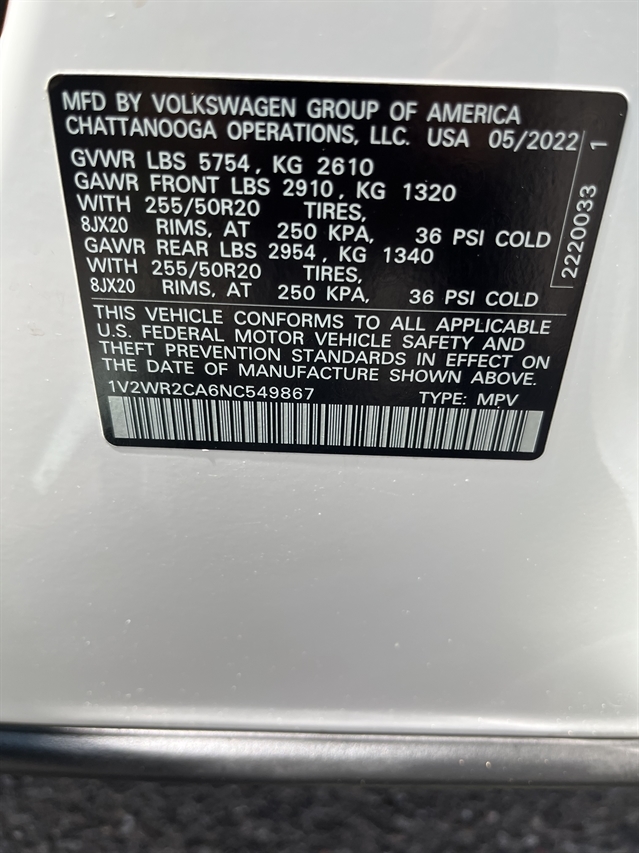 MFD BY VOLKSWAGEN GROUP OF AMERICA
CHATTANOOGA OPERATIONS, LLC. USA 05/2022
GVWR LBS 5754, KG 2610
GAWR FRONT LBS 2910, KG 1320
WITH 255/50R20 TIRES,
8JX20 RIMS, AT 250 KPA, 36 PSI COLD
GAWR REAR LBS 2954, KG 1340
WITH 255/50R20 TIRES,
8JX20 RIMS, AT 250 KPA, 36 PSI COLD
THIS VEHICLE CONFORMS TO ALL APPLICABLE
U.S. FEDERAL MOTOR VEHICLE SAFETY AND
THEFT PREVENTION STANDARDS IN EFFECT ON
THE DATE OF MANUFACTURE SHOWN ABOVE.
1V2WR2CA6NC549867 TYPE: MPV
2220033 1